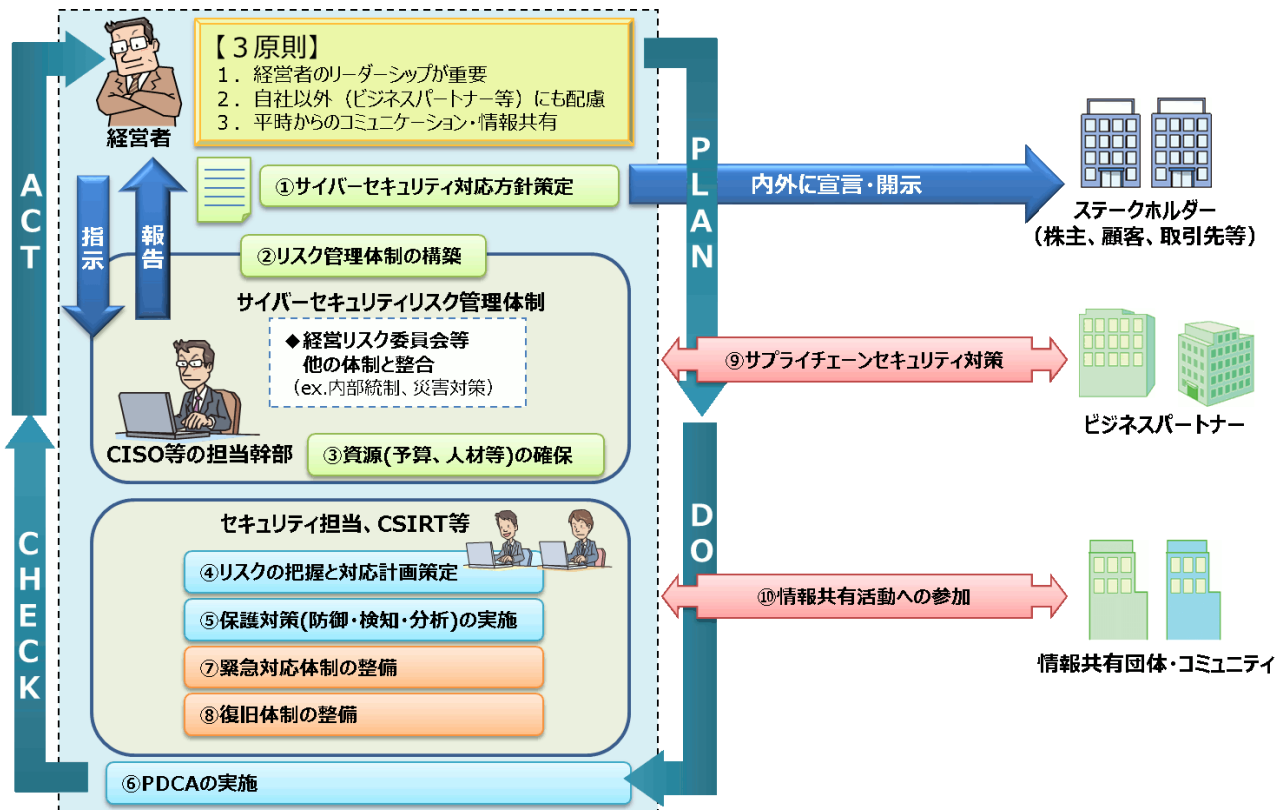 【３原則】
１．経営者のリーダーシップが重要
２．自社以外（ビジネスパートナー等）にも配慮
３．平時からのコミュニケーション・情報共有
経営者
①サイバーセキュリティ対応方針策定
内外に宣言・開示
ステークホルダー
（株主、顧客、取引先等）
PLAN
ACT
指示
報告
②リスク管理体制の構築
サイバーセキュリティリスク管理体制
◆経営リスク委員会等
他の体制と整合
（ex.内部統制、災害対策）
CISO等の担当幹部
③資源(予算、人材等)の確保
⑨サプライチェーンセキュリティ対策
ビジネスパートナー
DO
CHECK
セキュリティ担当、CSIRT等
④リスクの把握と対応計画策定
⑤保護対策(防御・検知・分析)の実施
⑦緊急対応体制の整備
⑧復旧体制の整備
⑩情報共有活動への参加
情報共有団体・コミュニティ
⑥PDCAの実施